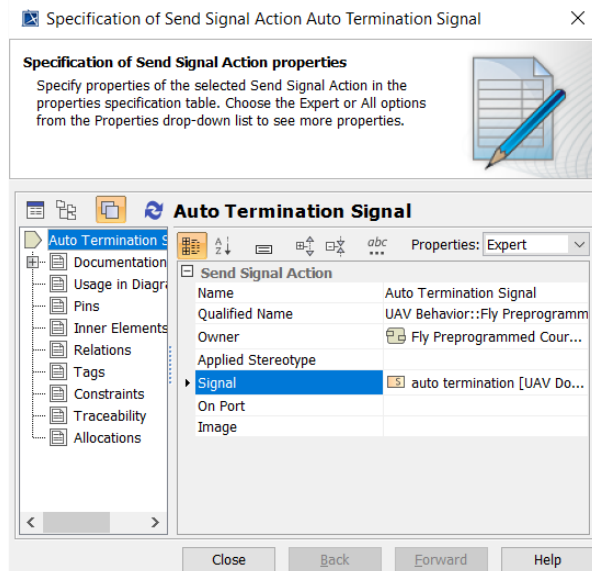 Specification of Send Signal Action Auto Termination Signal
Specification of Send Signal Action properties
Specify properties of the selected Send Signal Action in the
properties specification table. Choose the Expert or All options
from the Properties drop-down list to see more properties.
Auto Termination Signal
Auto Termination S
Documentation
Usage in Diagra
Pins
Inner Elements
Relations
Tags
Constraints
Traceability
Allocations
A Z abc Properties: Expert
Send Signal Action
Name Auto Termination Signal
Qualified Name UAV Behavior::Fly Preprogramm
Owner Fly Preprogrammed Cour...
Applied Stereotype
Signal S auto termination [UAV Do...
On Port
Image
Close Back Forward Help